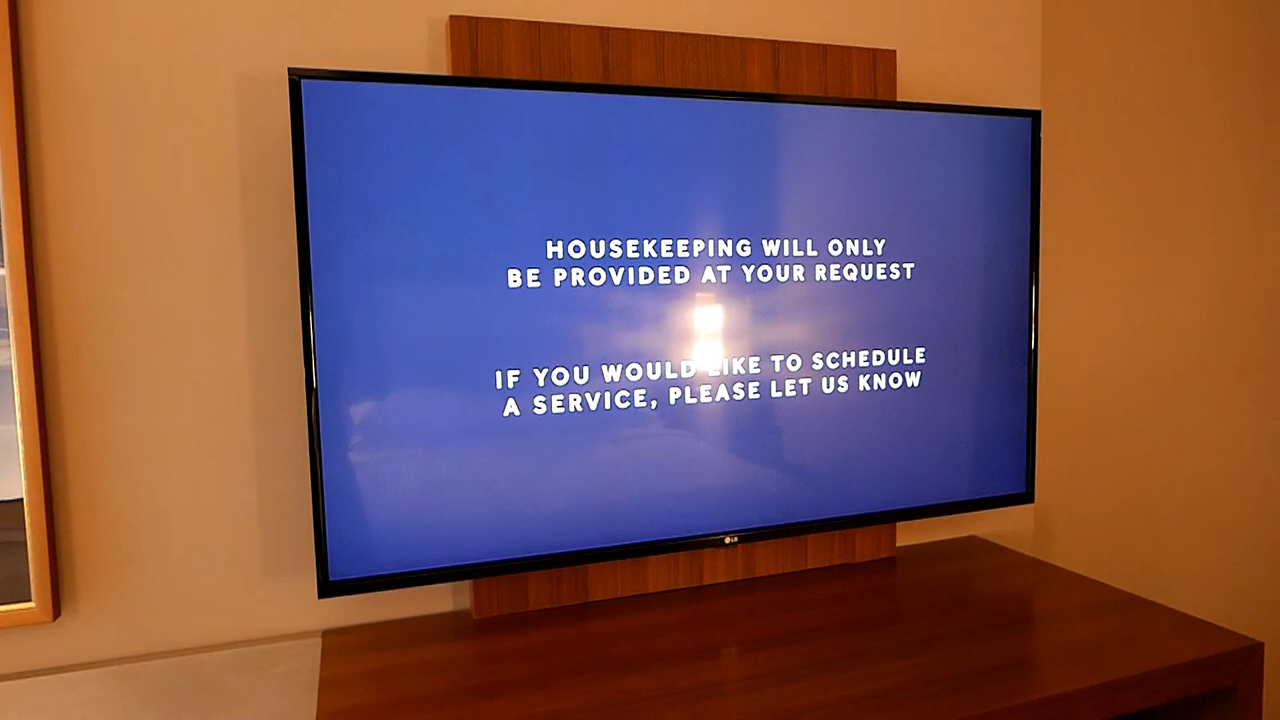 HOUSEKEEPING WILL ONLY
BE PROVIDED AT YOUR REQUEST
IF YOU WOULD LIKE TO SCHEDULE
A SERVICE, PLEASE LET US KNOW
LG